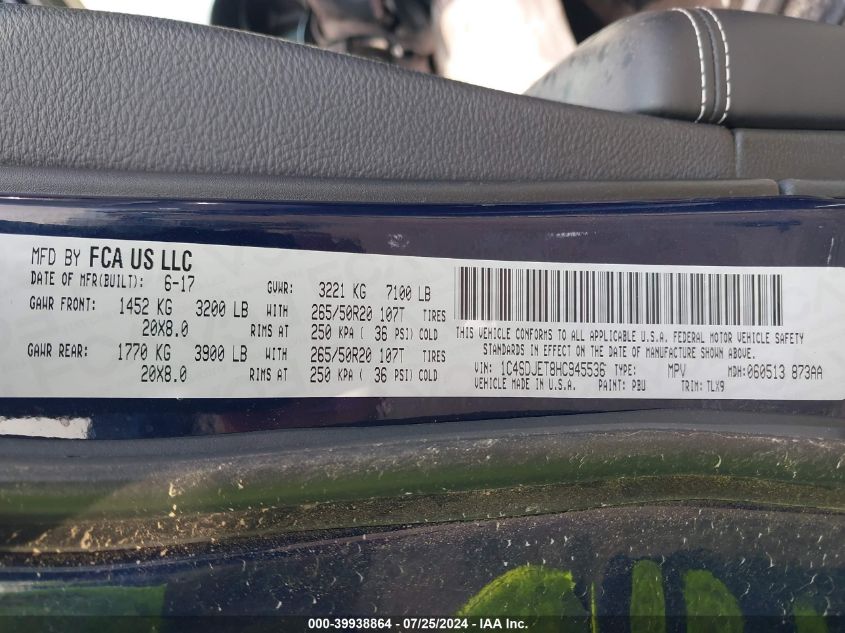 MFD BY FCA US LLC
DATE OF MFR(BUILT): 6-17 GVWR: 3221 KG 7100 LB
GAWR FRONT: 1452 KG 3200 LB WITH 265/50R20 107T TIRES
20X8.0 RIMS AT 250 KPA ( 36 PSI) COLD
GAWR REAR: 1770 KG 3900 LB WITH 265/50R20 107T TIRES
20X8.0 RIMS AT 250 KPA ( 36 PSI) COLD
THIS VEHICLE CONFORMS TO ALL APPLICABLE U.S.A. FEDERAL MOTOR VEHICLE SAFETY
STANDARDS IN EFFECT ON THE DATE OF MANUFACTURE SHOWN ABOVE.
VIN: 1C4SDJET8HC945536 TYPE: MPV MDH: 060513 873AA
VEHICLE MADE IN U.S.A. PAINT: PBU TRIM: TLX9
000-39938864 / 07/25/2024 - IAA Inc.